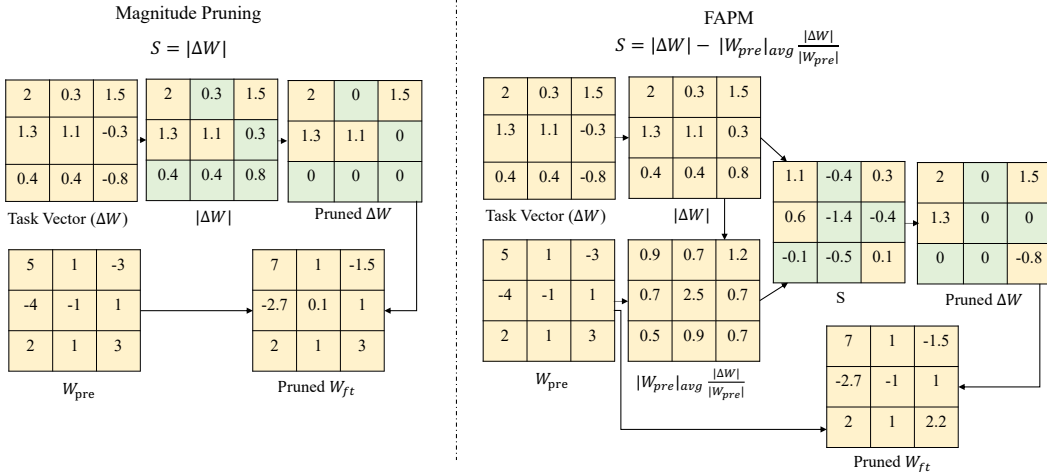 Magnitude Pruning
S = |ΔW|
2 0.3 1.5
1.3 1.1 -0.3
0.4 0.4 -0.8
Task Vector (ΔW)
2 0.3 1.5
1.3 1.1 0.3
0.4 0.4 0.8
|ΔW|
2 0 1.5
1.3 1.1 0
0 0 0
Pruned ΔW
5 1 -3
-4 -1 1
2 1 3
W_pre
7 1 -1.5
-2.7 0.1 1
2 1 3
Pruned W_ft
FAPM
S = |ΔW| − |W_pre|_avg |ΔW|/|W_pre|
2 0.3 1.5
1.3 1.1 -0.3
0.4 0.4 -0.8
Task Vector (ΔW)
2 0.3 1.5
1.3 1.1 0.3
0.4 0.4 0.8
|ΔW|
5 1 -3
-4 -1 1
2 1 3
W_pre
0.9 0.7 1.2
0.7 2.5 0.7
0.5 0.9 0.7
|W_pre|_avg |ΔW|/|W_pre|
1.1 -0.4 0.3
0.6 -1.4 -0.4
-0.1 -0.5 0.1
S
2 0 1.5
1.3 0 0
0 0 -0.8
Pruned ΔW
7 1 -1.5
-2.7 -1 1
2 1 2.2
Pruned W_ft